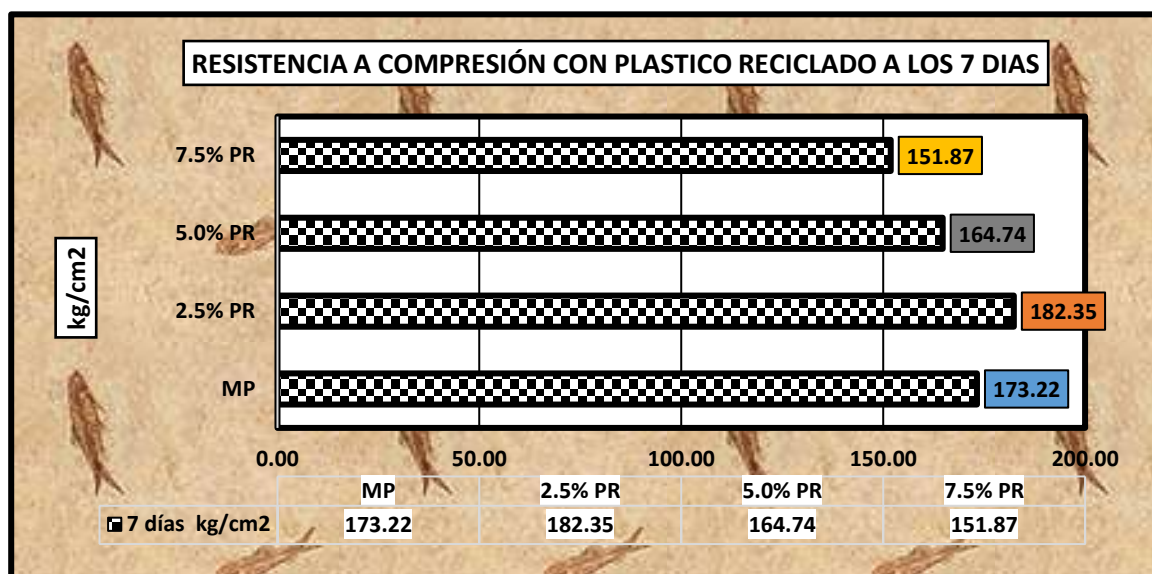 RESISTENCIA A COMPRESIÓN CON PLASTICO RECICLADO A LOS 7 DIAS
kg/cm2
7.5% PR 151.87
5.0% PR 164.74
2.5% PR 182.35
MP 173.22
0.00 50.00 100.00 150.00 200.00
MP 2.5% PR 5.0% PR 7.5% PR
7 días kg/cm2 173.22 182.35 164.74 151.87